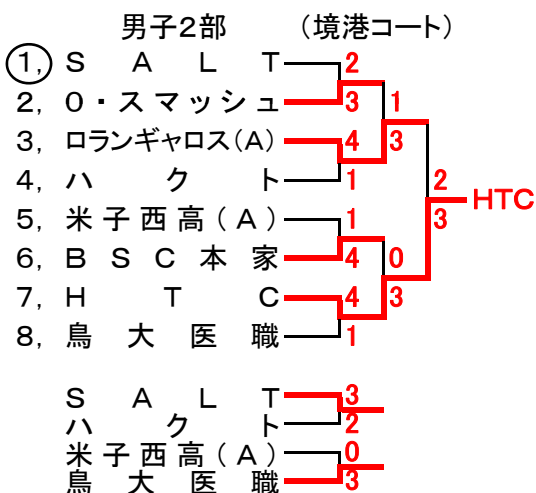 男子2部 (境港コート)
1, SALT 2
2, O・スマッシュ 3 1
3, ロランギャロス(A) 4 3
4, ハクト 1 2
HTC
5, 米子西高(A) 1 3
6, BSC本家 4 0
7, HTC 4 3
8,鳥大医職 1
SALT 3
ハクト 2
米子西高(A) 0
鳥大医職 3